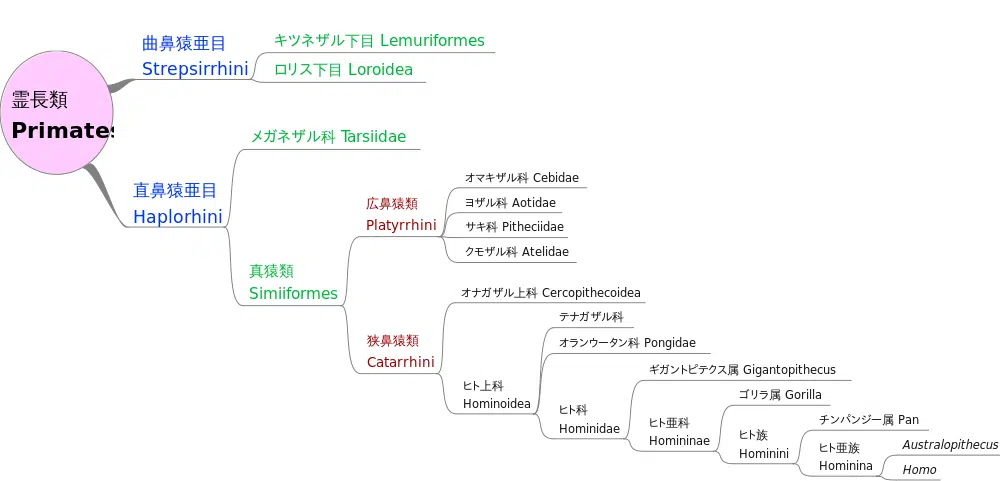 霊長類
Primates
曲鼻猿亜目
Strepsirrhini
キツネザル下目 Lemuriformes
ロリス下目 Loroidea
直鼻猿亜目
Haplorhini
メガネザル科 Tarsiidae
真猿類
Simiiformes
広鼻猿類
Platyrrhini
オマキザル科 Cebidae
ヨザル科 Aotidae
サキ科 Pitheciidae
クモザル科 Atelidae
狭鼻猿類
Catarrhini
オナガザル上科 Cercopithecoidea
ヒト上科
Hominoidea
テナガザル科
オランウータン科 Pongidae
ヒト科
Hominidae
ギガントピテクス属 Gigantopithecus
ヒト亜科
Homininae
ゴリラ属 Gorilla
ヒト族
Hominini
チンパンジー属 Pan
ヒト亜族
Hominina
Australopithecus
Homo